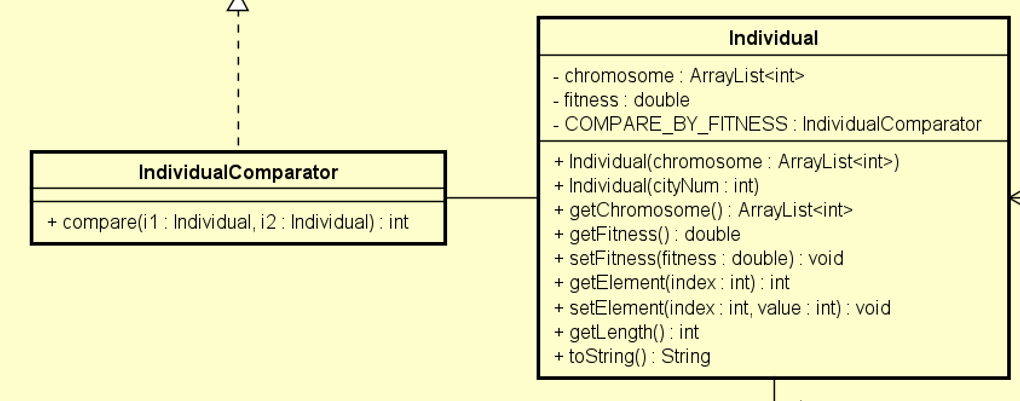 Individual
- chromosome : ArrayList<int>
- fitness : double
- COMPARE_BY_FITNESS : IndividualComparator
+ Individual(chromosome : ArrayList<int>)
+ Individual(cityNum : int)
+ getChromosome() : ArrayList<int>
+ getFitness() : double
+ setFitness(fitness : double) : void
+ getElement(index : int) : int
+ setElement(index : int, value : int) : void
+ getLength() : int
+ toString() : String
IndividualComparator
+ compare(i1 : Individual, i2 : Individual) : int